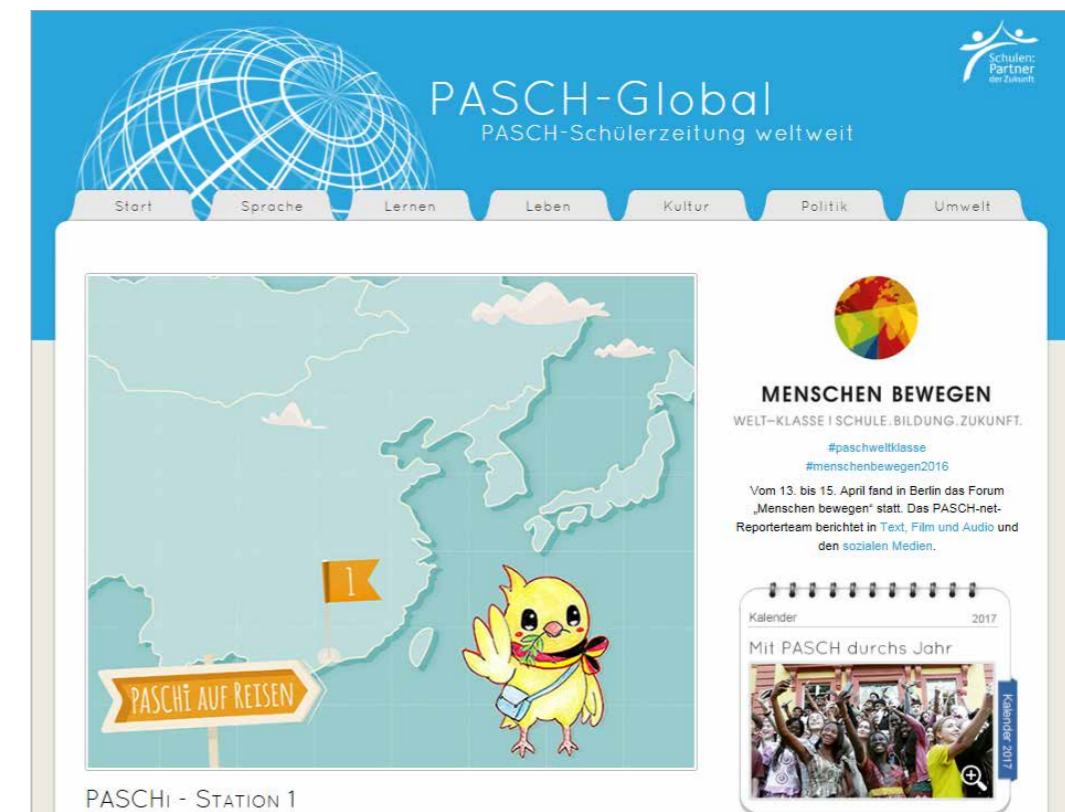 Schulen:
Partner
der Zukunft
PASCH-Global
PASCH-Schülerzeitung weltweit
Start Sprache Lernen Leben Kultur Politik Umwelt
1
PASCHi AUF REISEN
PASCHi - STATION 1
MENSCHEN BEWEGEN
WELT-KLASSE I SCHULE.BILDUNG.ZUKUNFT.
#paschweltklasse
#menschenbewegen2016
Vom 13. bis 15. April fand in Berlin das Forum
„Menschen bewegen“ statt. Das PASCH-net-
Reporterteam berichtet in Text, Film und Audio und
den sozialen Medien.
Kalender 2017
Mit PASCH durchs Jahr
Kalender 2017